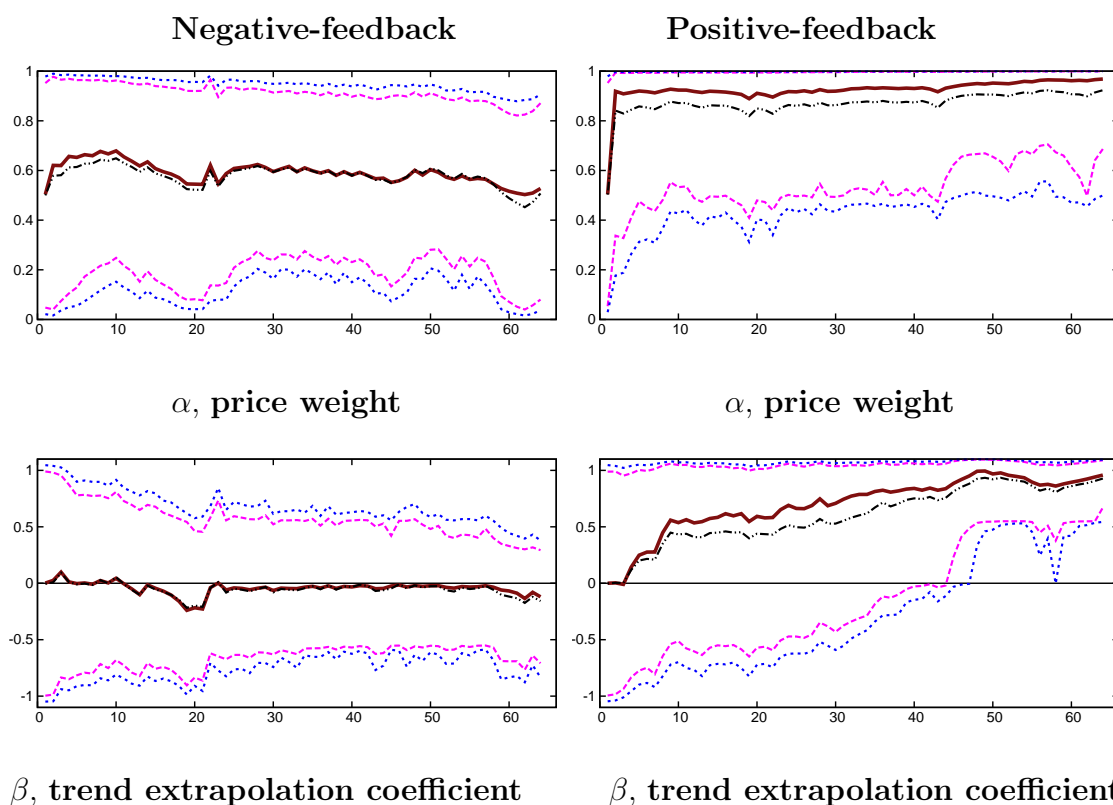 Negative-feedback Positive-feedback
1 1
0.8 0.8
0.6 0.6
0.4 0.4
0.2 0.2
0 0
0 10 20 30 40 50 60 0 10 20 30 40 50 60
α, price weight α, price weight
1 1
0.5 0.5
0 0
-0.5 -0.5
-1 -1
0 10 20 30 40 50 60 0 10 20 30 40 50 60
β, trend extrapolation coefficient β, trend extrapolation coefficient